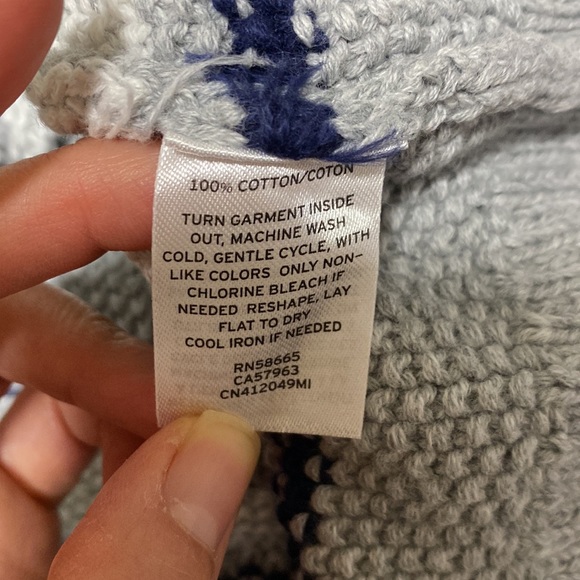 100% COTTON/COTON
TURN GARMENT INSIDE
OUT, MACHINE WASH
COLD, GENTLE CYCLE, WITH
LIKE COLORS ONLY NON-
CHLORINE BLEACH IF
NEEDED RESHAPE, LAY
FLAT TO DRY
COOL IRON IF NEEDED
RN58665
CA57963
CN412049MI